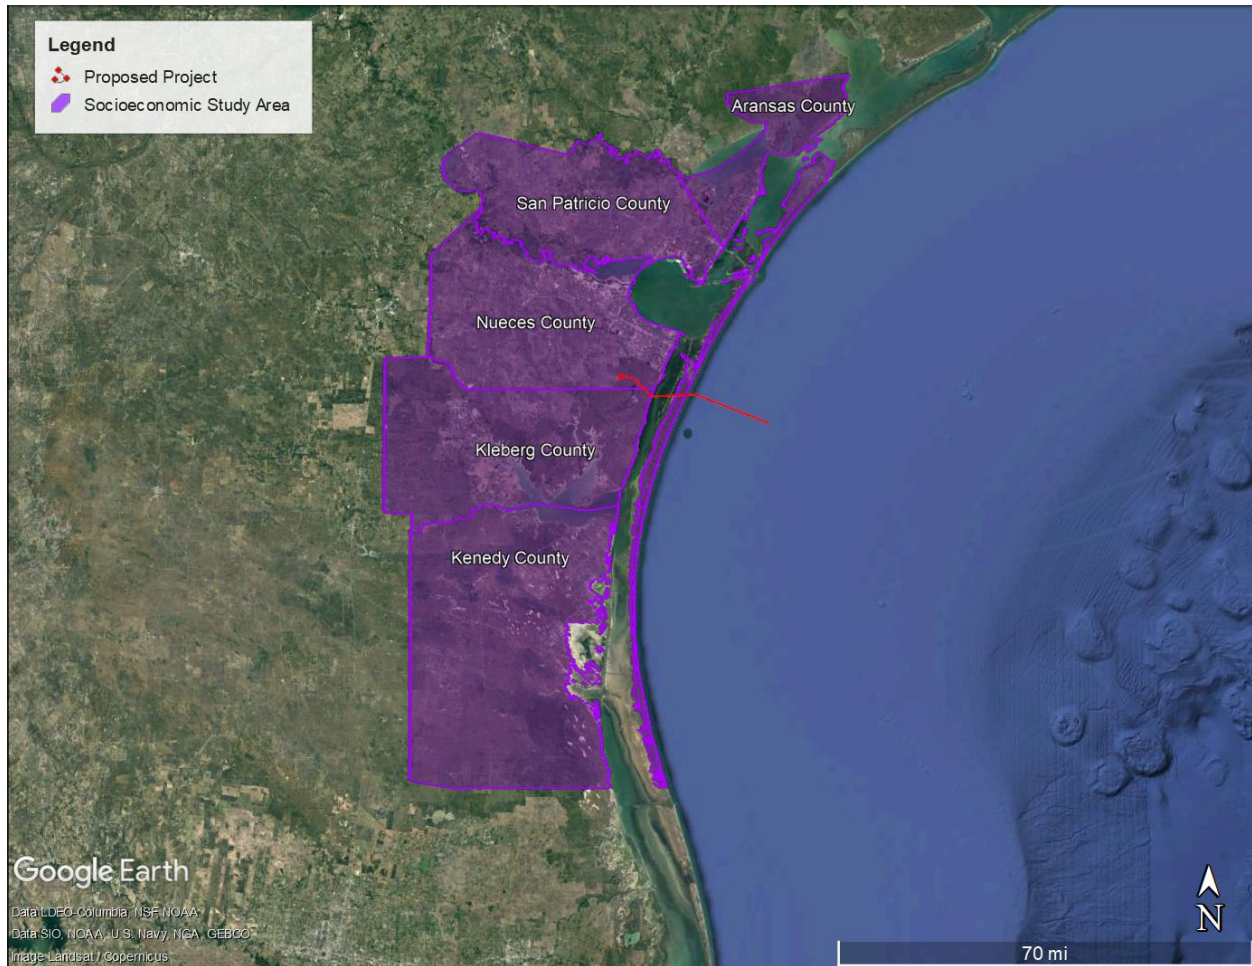 Legend
Proposed Project
Socioeconomic Study Area
Aransas County
San Patricio County
Nueces County
Kleberg County
Kenedy County
Google Earth
Data LDEO-Columbia, NSF, NOAA
Data SIO, NOAA, U.S. Navy, NGA, GEBCO
Image Landsat / Copernicus
N
70 mi